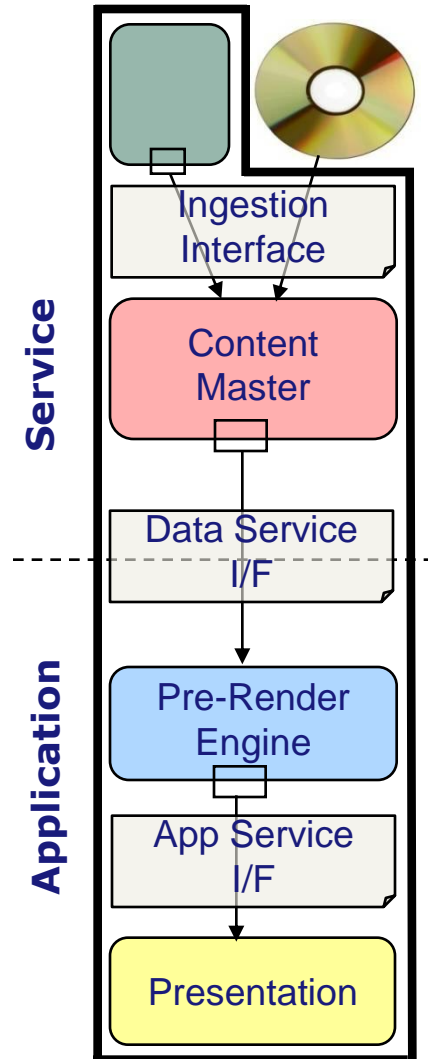 Ingestion
Interface
Service
Content
Master
Data Service
I/F
Application
Pre-Render
Engine
App Service
I/F
Presentation